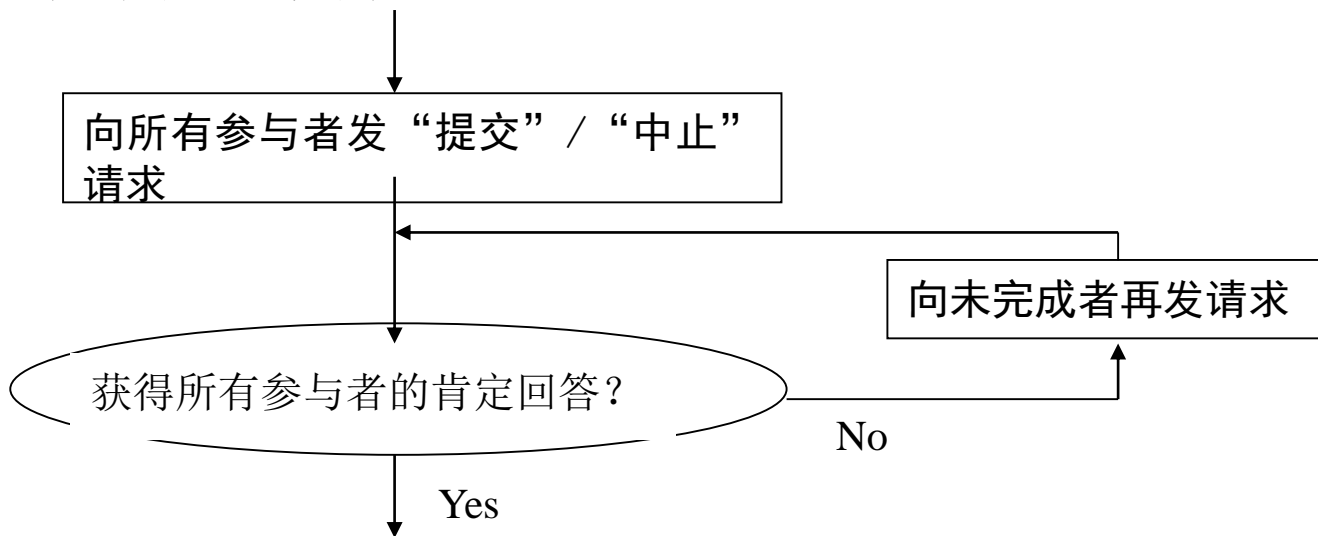 向所有参与者发“提交”/“中止”
请求
向未完成者再发请求
获得所有参与者的肯定回答？
No
Yes